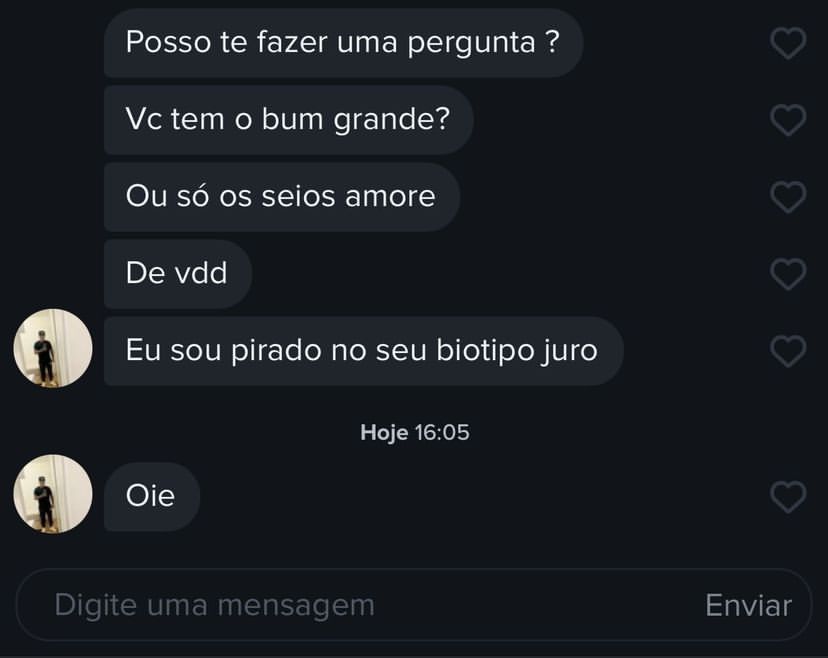 Posso te fazer uma pergunta ?
Vc tem o bum grande?
Ou só os seios amore
De vdd
Eu sou pirado no seu biotipo juro
Hoje 16:05
Oie
Digite uma mensagem
Enviar